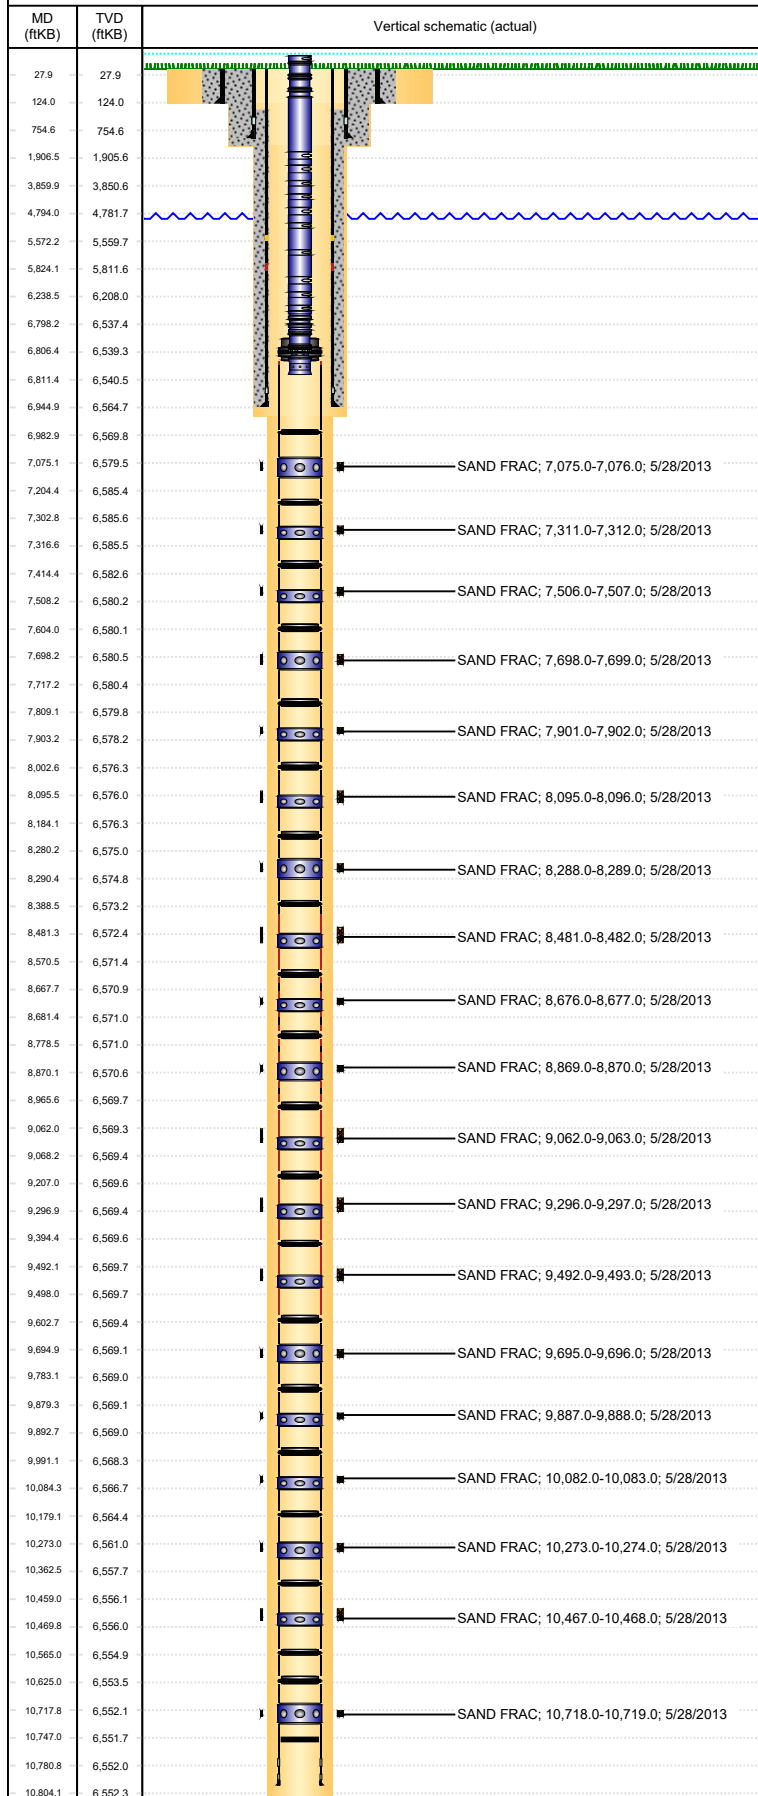 MD (ftKB) TVD (ftKB) Vertical schematic (actual)
27.9 27.9
124.0 124.0
754.6 754.6
1,906.5 1,905.6
3,859.9 3,850.6
4,794.0 4,781.7
5,572.2 5,559.7
5,824.1 5,811.6
6,238.5 6,208.0
6,798.2 6,537.4
6,806.4 6,539.3
6,811.4 6,540.5
6,944.9 6,564.7
6,982.9 6,569.8
7,075.1 6,579.5 SAND FRAC; 7,075.0-7,076.0; 5/28/2013
7,204.4 6,585.4
7,302.8 6,585.6 SAND FRAC; 7,311.0-7,312.0; 5/28/2013
7,316.6 6,585.5
7,414.4 6,582.6
7,508.2 6,580.2 SAND FRAC; 7,506.0-7,507.0; 5/28/2013
7,604.0 6,580.1
7,698.2 6,580.5 SAND FRAC; 7,698.0-7,699.0; 5/28/2013
7,717.2 6,580.4
7,809.1 6,579.8
7,903.2 6,578.2 SAND FRAC; 7,901.0-7,902.0; 5/28/2013
8,002.6 6,576.3
8,095.5 6,576.0 SAND FRAC; 8,095.0-8,096.0; 5/28/2013
8,184.1 6,576.3
8,280.2 6,575.0
8,290.4 6,574.8 SAND FRAC; 8,288.0-8,289.0; 5/28/2013
8,388.5 6,573.2
8,481.3 6,572.4 SAND FRAC; 8,481.0-8,482.0; 5/28/2013
8,570.5 6,571.4
8,667.7 6,570.9 SAND FRAC; 8,676.0-8,677.0; 5/28/2013
8,681.4 6,571.0
8,778.5 6,571.0
8,870.1 6,570.6 SAND FRAC; 8,869.0-8,870.0; 5/28/2013
8,965.6 6,569.7
9,062.0 6,569.3 SAND FRAC; 9,062.0-9,063.0; 5/28/2013
9,068.2 6,569.4
9,207.0 6,569.6
9,296.9 6,569.4 SAND FRAC; 9,296.0-9,297.0; 5/28/2013
9,394.4 6,569.6
9,492.1 6,569.7 SAND FRAC; 9,492.0-9,493.0; 5/28/2013
9,498.0 6,569.7
9,602.7 6,569.4
9,694.9 6,569.1 SAND FRAC; 9,695.0-9,696.0; 5/28/2013
9,783.1 6,569.0
9,879.3 6,569.1 SAND FRAC; 9,887.0-9,888.0; 5/28/2013
9,892.7 6,569.0
9,991.1 6,568.3
10,084.3 6,566.7 SAND FRAC; 10,082.0-10,083.0; 5/28/2013
10,179.1 6,564.4
10,273.0 6,561.0 SAND FRAC; 10,273.0-10,274.0; 5/28/2013
10,362.5 6,557.7
10,459.0 6,556.1
10,469.8 6,556.0 SAND FRAC; 10,467.0-10,468.0; 5/28/2013
10,565.0 6,554.9
10,625.0 6,553.5
10,717.8 6,552.1 SAND FRAC; 10,718.0-10,719.0; 5/28/2013
10,747.0 6,551.7
10,780.8 6,552.0
10,804.1 6,552.3